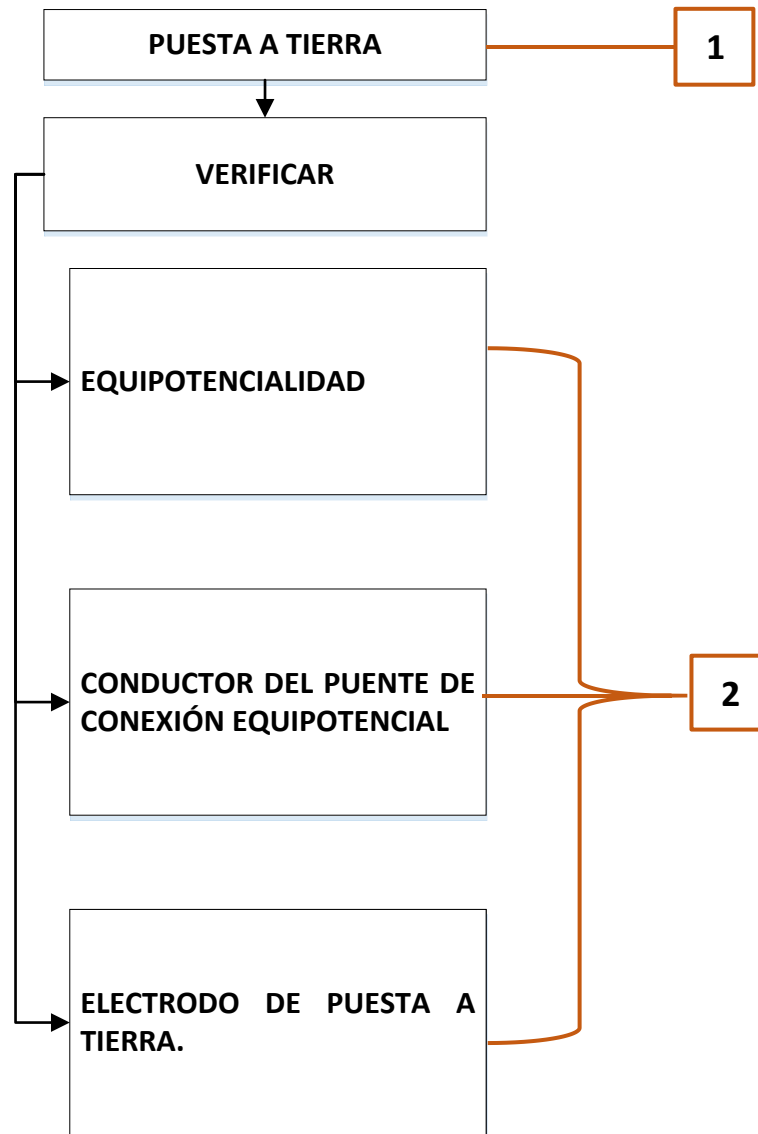 PUESTA A TIERRA
1
VERIFICAR
EQUIPOTENCIALIDAD
CONDUCTOR DEL PUENTE DE
CONEXIÓN EQUIPOTENCIAL
2
ELECTRODO DE PUESTA A
TIERRA.